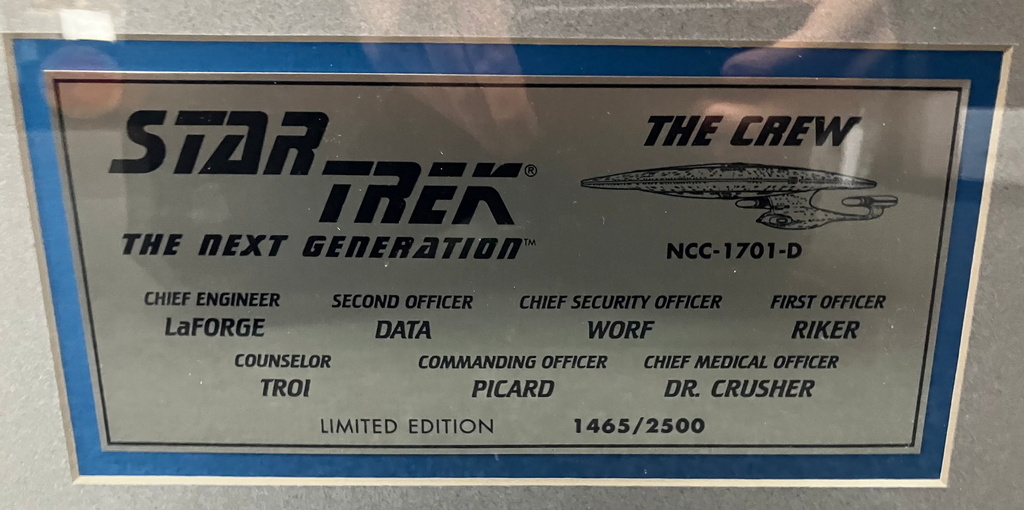 STAR TREK®
THE NEXT GENERATION™
THE CREW
NCC-1701-D
CHIEF ENGINEER
LaFORGE
SECOND OFFICER
DATA
CHIEF SECURITY OFFICER
WORF
FIRST OFFICER
RIKER
COUNSELOR
TROI
COMMANDING OFFICER
PICARD
CHIEF MEDICAL OFFICER
DR. CRUSHER
LIMITED EDITION 1465/2500